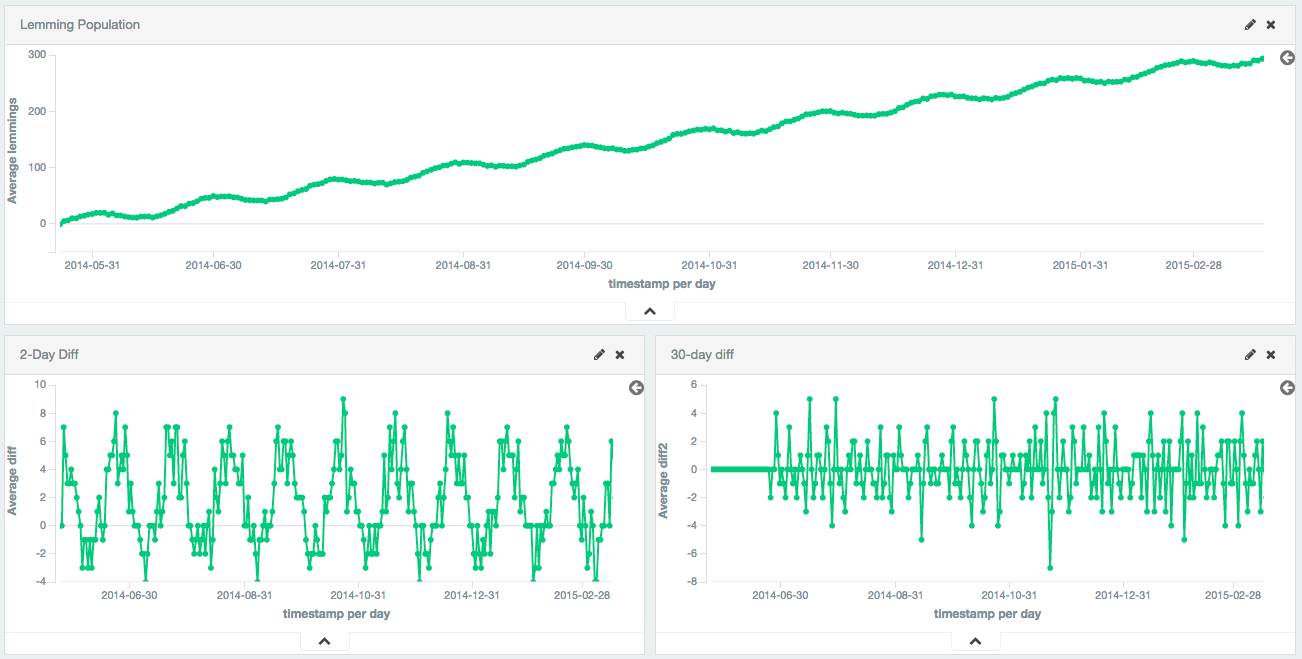 Lemming Population
300
200
100
0
Average lemmings
2014-05-31 2014-06-30 2014-07-31 2014-08-31 2014-09-30 2014-10-31 2014-11-30 2014-12-31 2015-01-31 2015-02-28
timestamp per day
2-Day Diff
10
8
6
4
2
0
-2
-4
Average diff
2014-06-30 2014-08-31 2014-10-31 2014-12-31 2015-02-28
timestamp per day
30-day diff
6
4
2
0
-2
-4
-6
-8
Average diff2
2014-06-30 2014-08-31 2014-10-31 2014-12-31 2015-02-28
timestamp per day